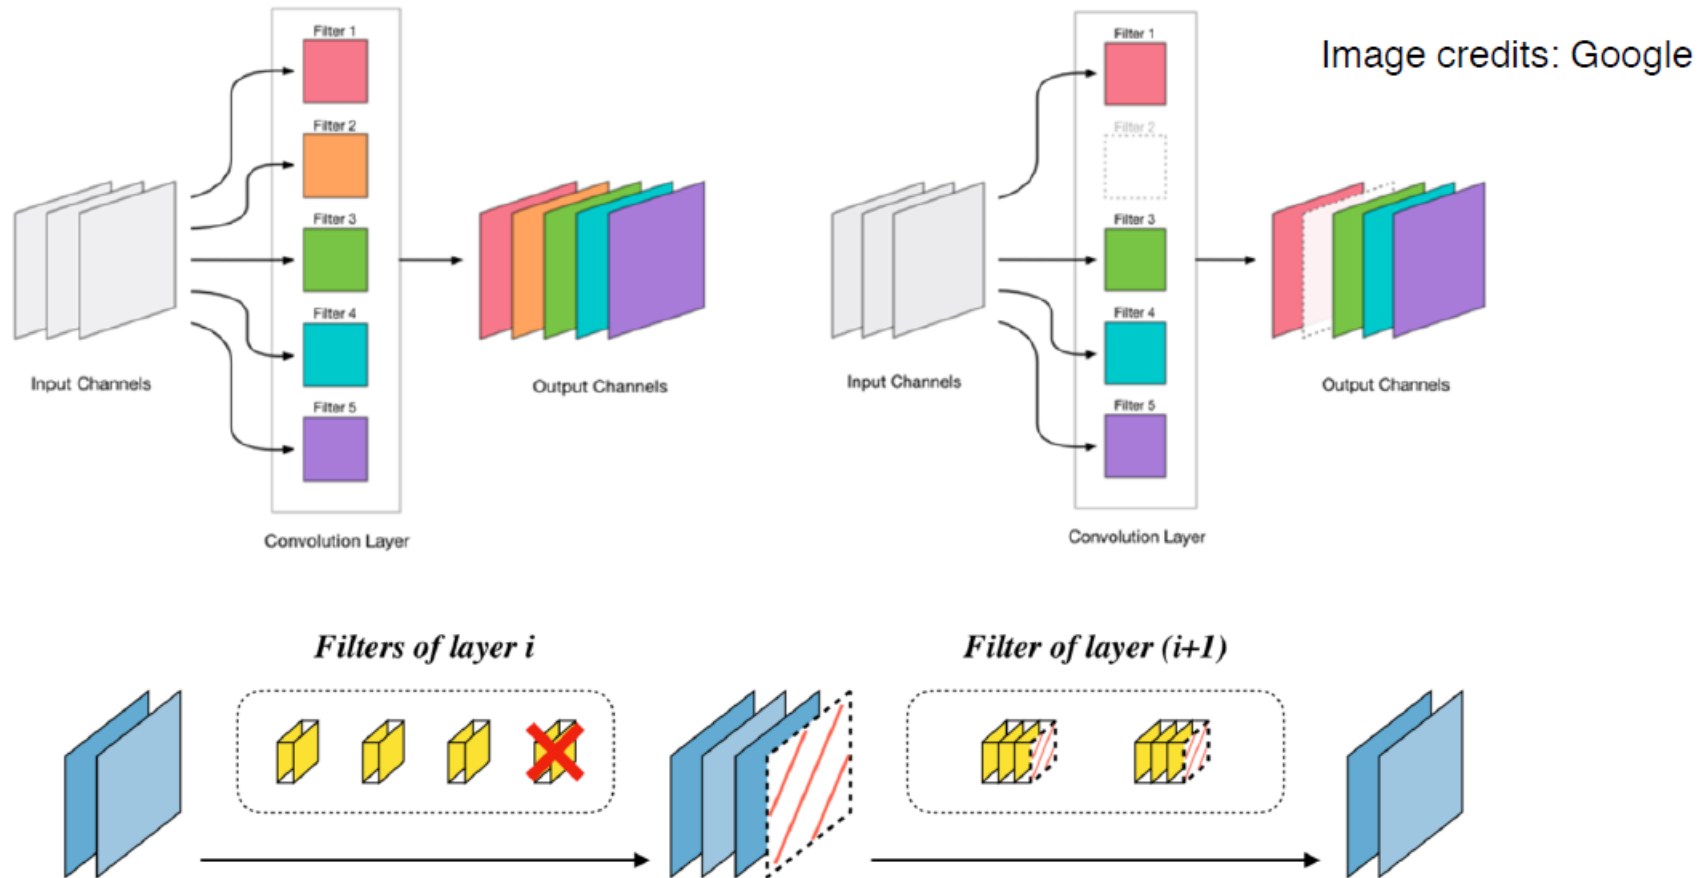 Image credits: Google
Filter 1
Filter 2
Filter 3
Filter 4
Filter 5
Input Channels
Output Channels
Convolution Layer
Filter 1
Filter 2
Filter 3
Filter 4
Filter 5
Input Channels
Output Channels
Convolution Layer
Filters of layer i
Filter of layer (i+1)